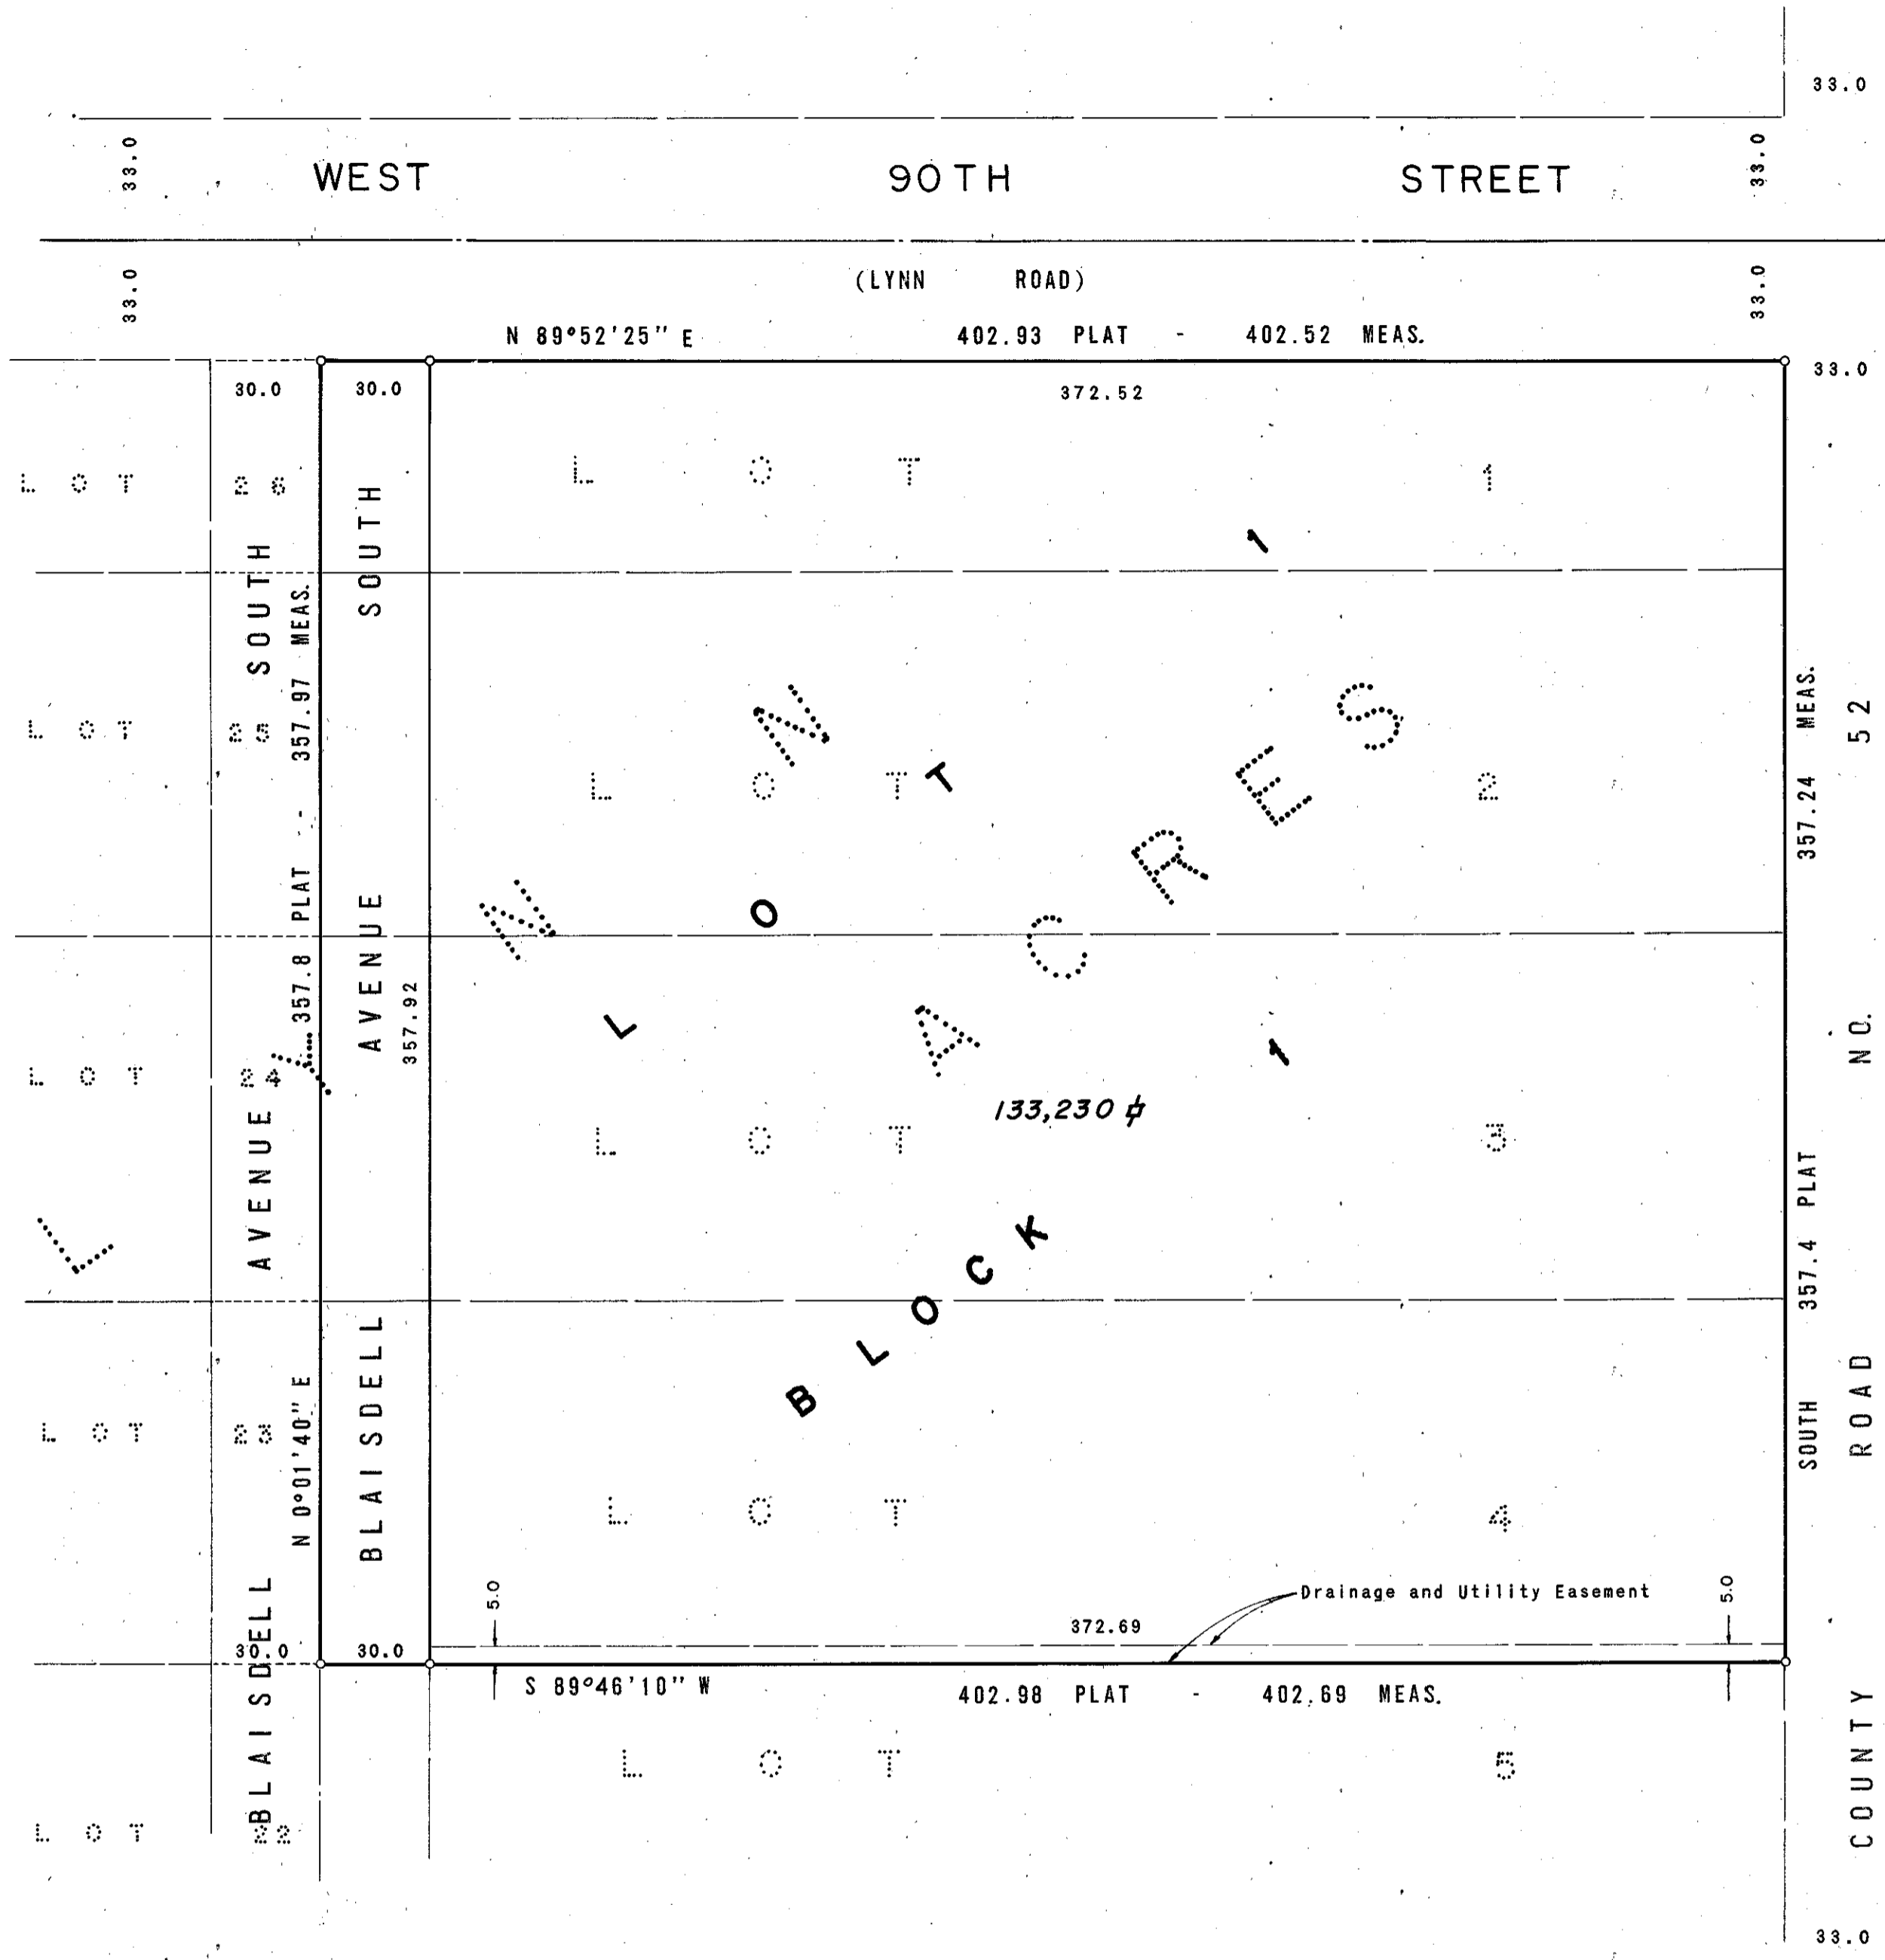 33.0
33.0
33.0
WEST 90TH STREET
(LYNN ROAD)
33.0
33.0
N 89°52'25" E 402.93 PLAT - 402.52 MEAS.
30.0
30.0
372.52
33.0
LOT 26
LOT 1
LOT 25
LOT 2
LOT 24
LOT 3
LOT 23
LOT 4
LOT 22
LOT 5
LYNN ACRES
LOT 1
BLOCK 1
133,230
BLAISDELL AVENUE SOUTH
N 0°01'40" E 357.8 PLAT - 357.97 MEAS.
BLAISDELL AVENUE SOUTH
357.92
SOUTH 357.4 PLAT 357.24 MEAS.
COUNTY ROAD NO. 52
5.0
5.0
Drainage and Utility Easement
372.69
30.0
30.0
S 89°46'10" W 402.98 PLAT - 402.69 MEAS.
33.0